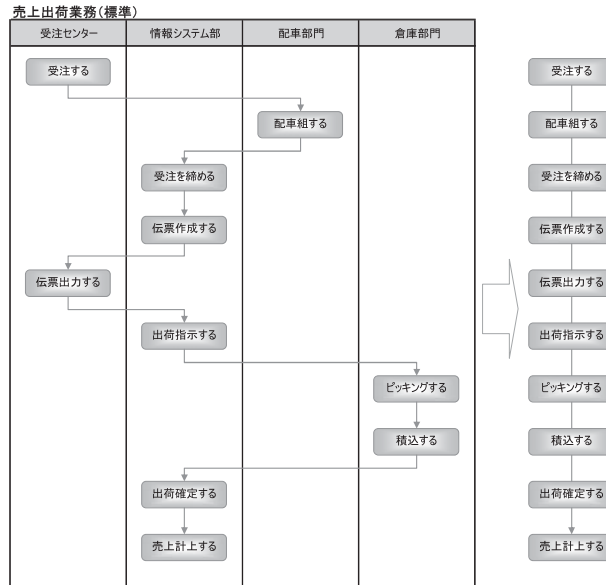 売上出荷業務(標準)
受注センター
情報システム部
配車部門
倉庫部門
受注する
配車組する
受注を締める
伝票作成する
伝票出力する
出荷指示する
ピッキングする
積込する
出荷確定する
売上計上する
受注する
配車組する
受注を締める
伝票作成する
伝票出力する
出荷指示する
ピッキングする
積込する
出荷確定する
売上計上する